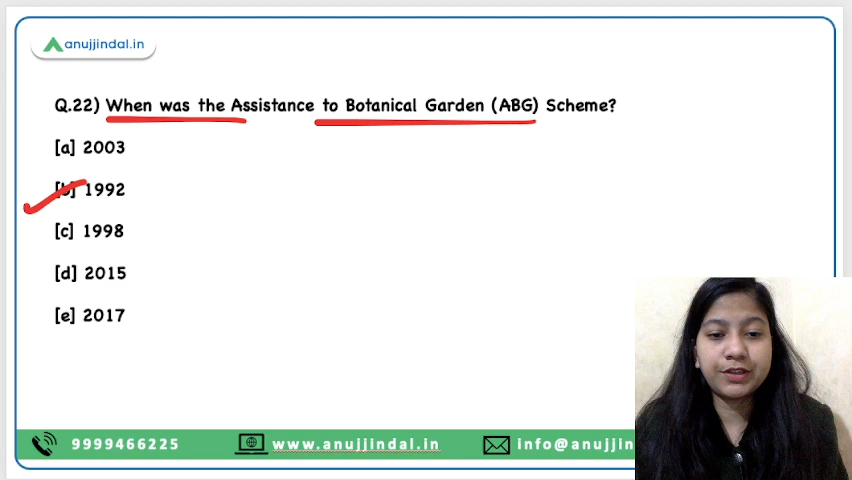 anujjindal.in
Q.22) When was the Assistance to Botanical Garden (ABG) Scheme?
[a] 2003
[b] 1992
[c] 1998
[d] 2015
[e] 2017
9999466225 www.anujjindal.in info@anujjin